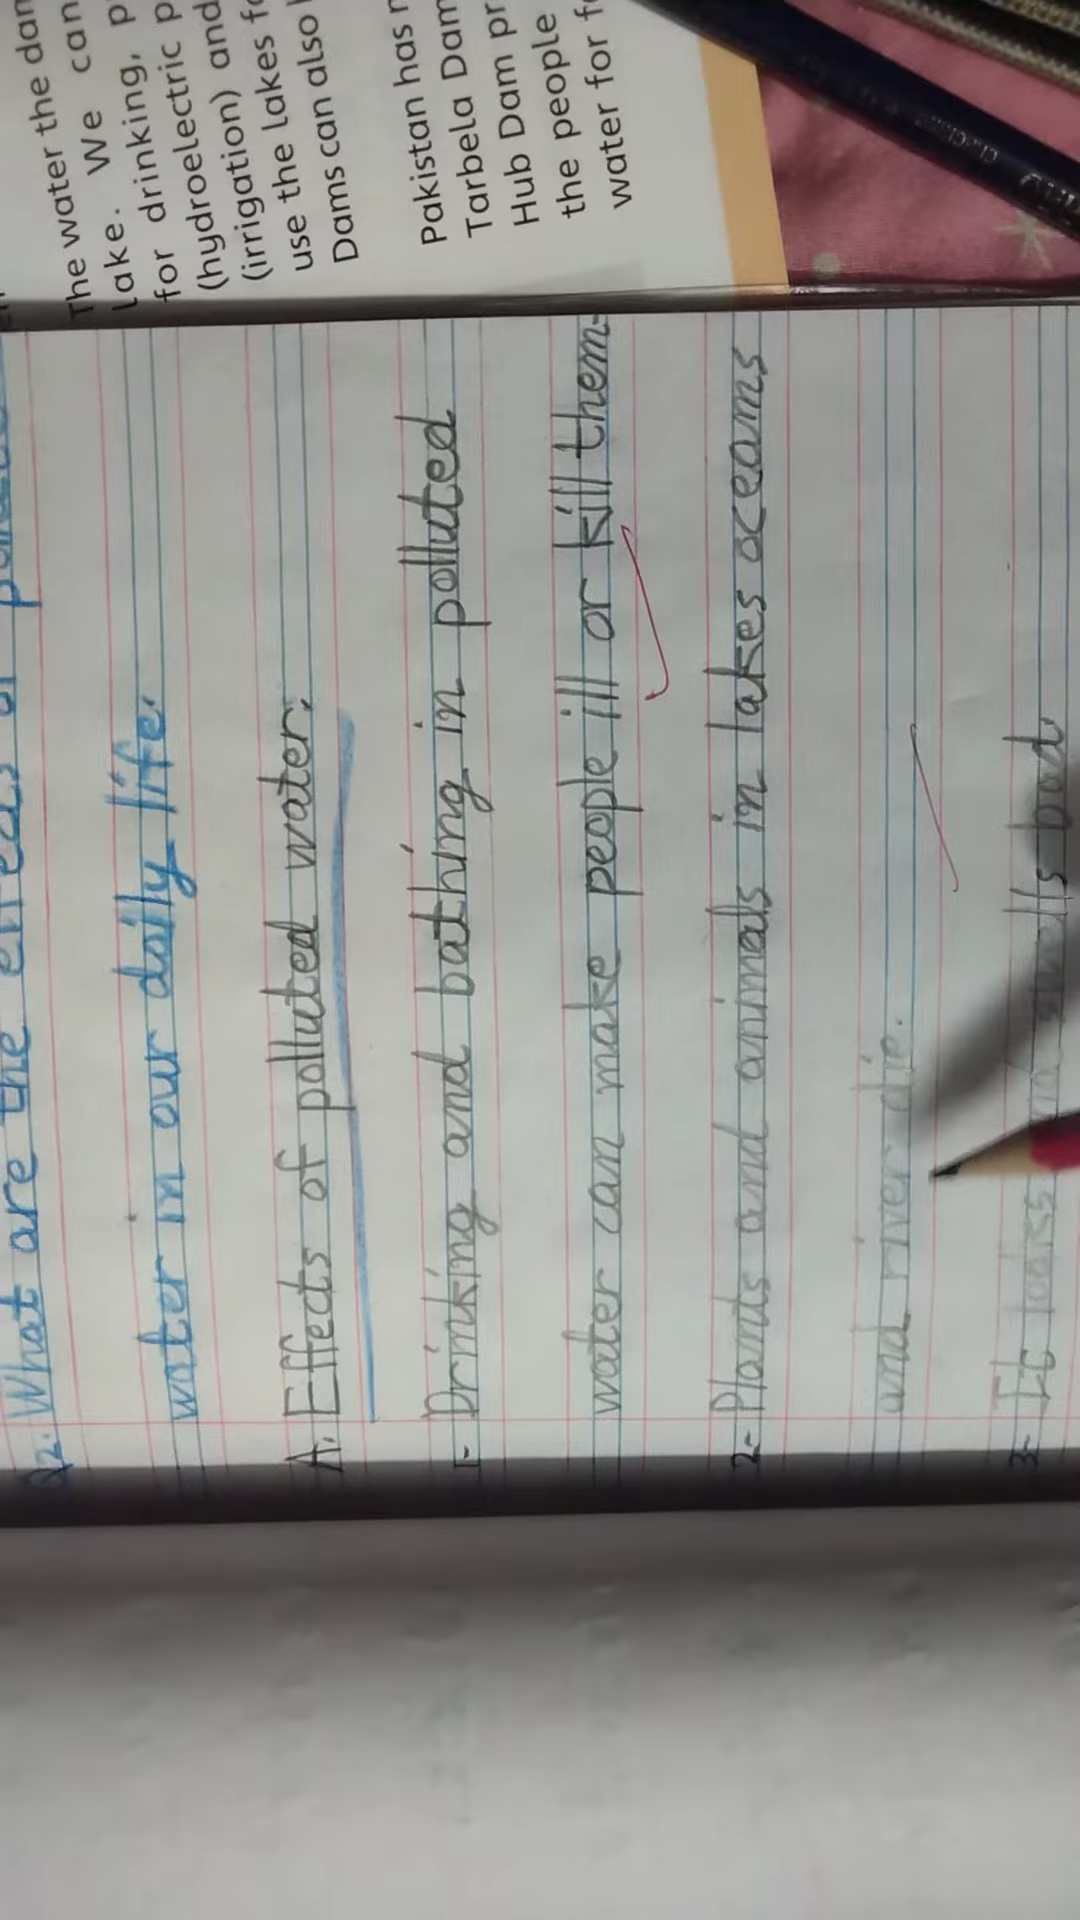 The water the dam
lake. We can
for drinking, p
(hydroelectric p
(irrigation) and
use the lakes fo
Dams can also
Pakistan has
Tarbela Dam
Hub Dam pr
the people
water for f
Q2. What are the effects of polluted
water in our daily life.
A. Effects of polluted water:
1- Drinking and bathing in polluted
water can make people ill or kill them-
2- Plants and animals in lakes oceans
and river die.
3- It looks and smells bad.